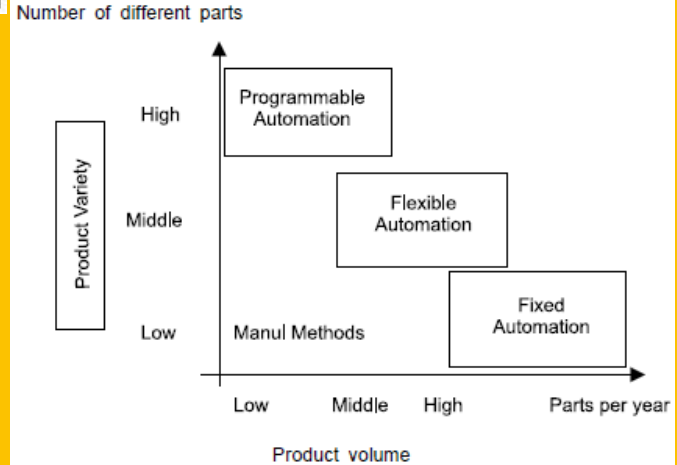 Number of different parts
Programmable
Automation
High
Flexible
Automation
Middle
Product Variety
Fixed
Automation
Low
Manul Methods
Low
Middle
High
Parts per year
Product volume